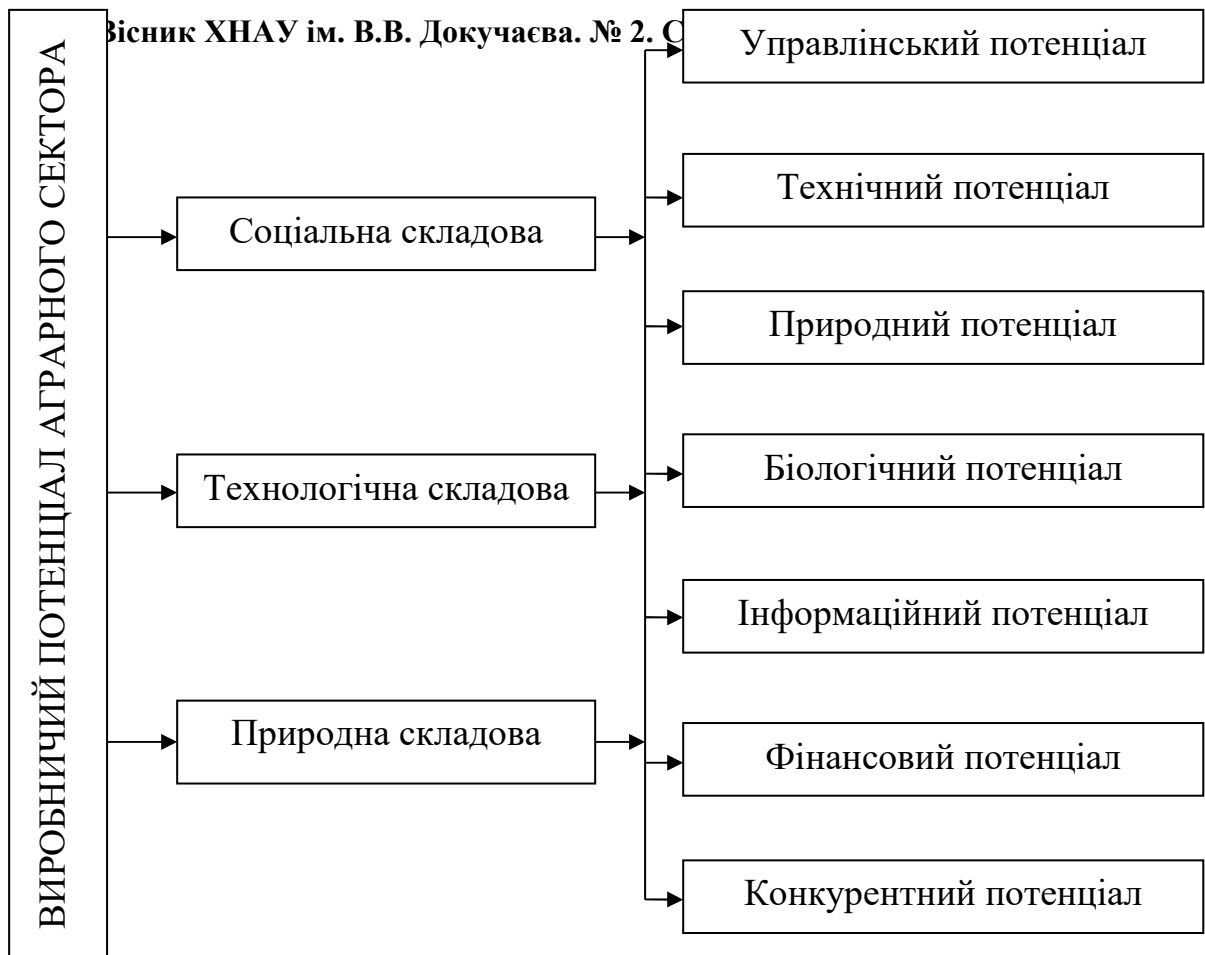 Вісник ХНАУ ім. В.В. Докучаєва. № 2. С
ВИРОБНИЧИЙ ПОТЕНЦІАЛ АГРАРНОГО СЕКТОРА
Соціальна складова
Технологічна складова
Природна складова
Управлінський потенціал
Технічний потенціал
Природний потенціал
Біологічний потенціал
Інформаційний потенціал
Фінансовий потенціал
Конкурентний потенціал